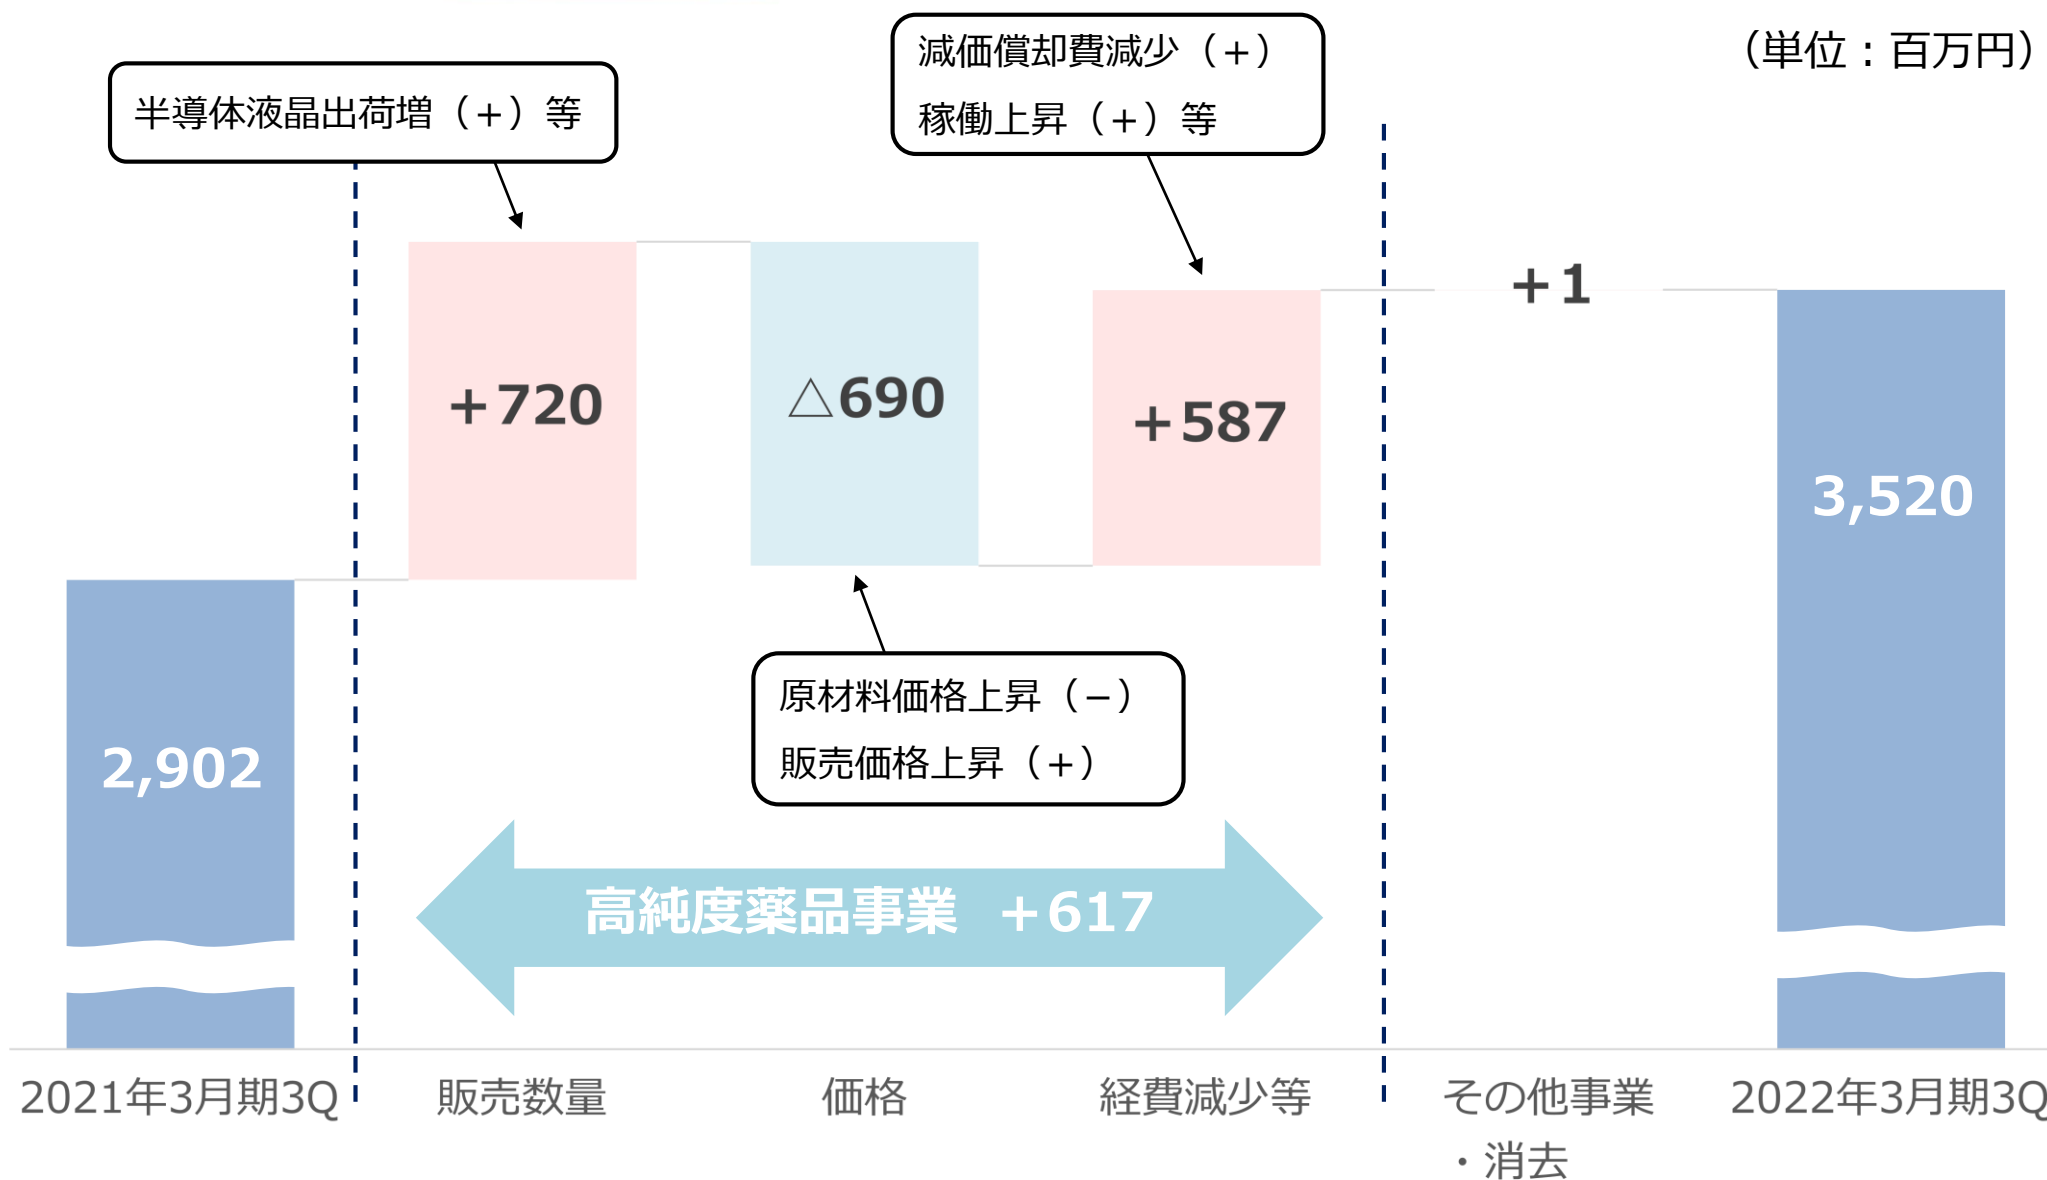 （単位：百万円）
半導体液晶出荷増（+）等
減価償却費減少（+）
稼働上昇（+）等
+1
+720
△690
+587
3,520
2,902
原材料価格上昇（−）
販売価格上昇（+）
高純度薬品事業 +617
2021年3月期3Q
販売数量
価格
経費減少等
その他事業
・消去
2022年3月期3Q